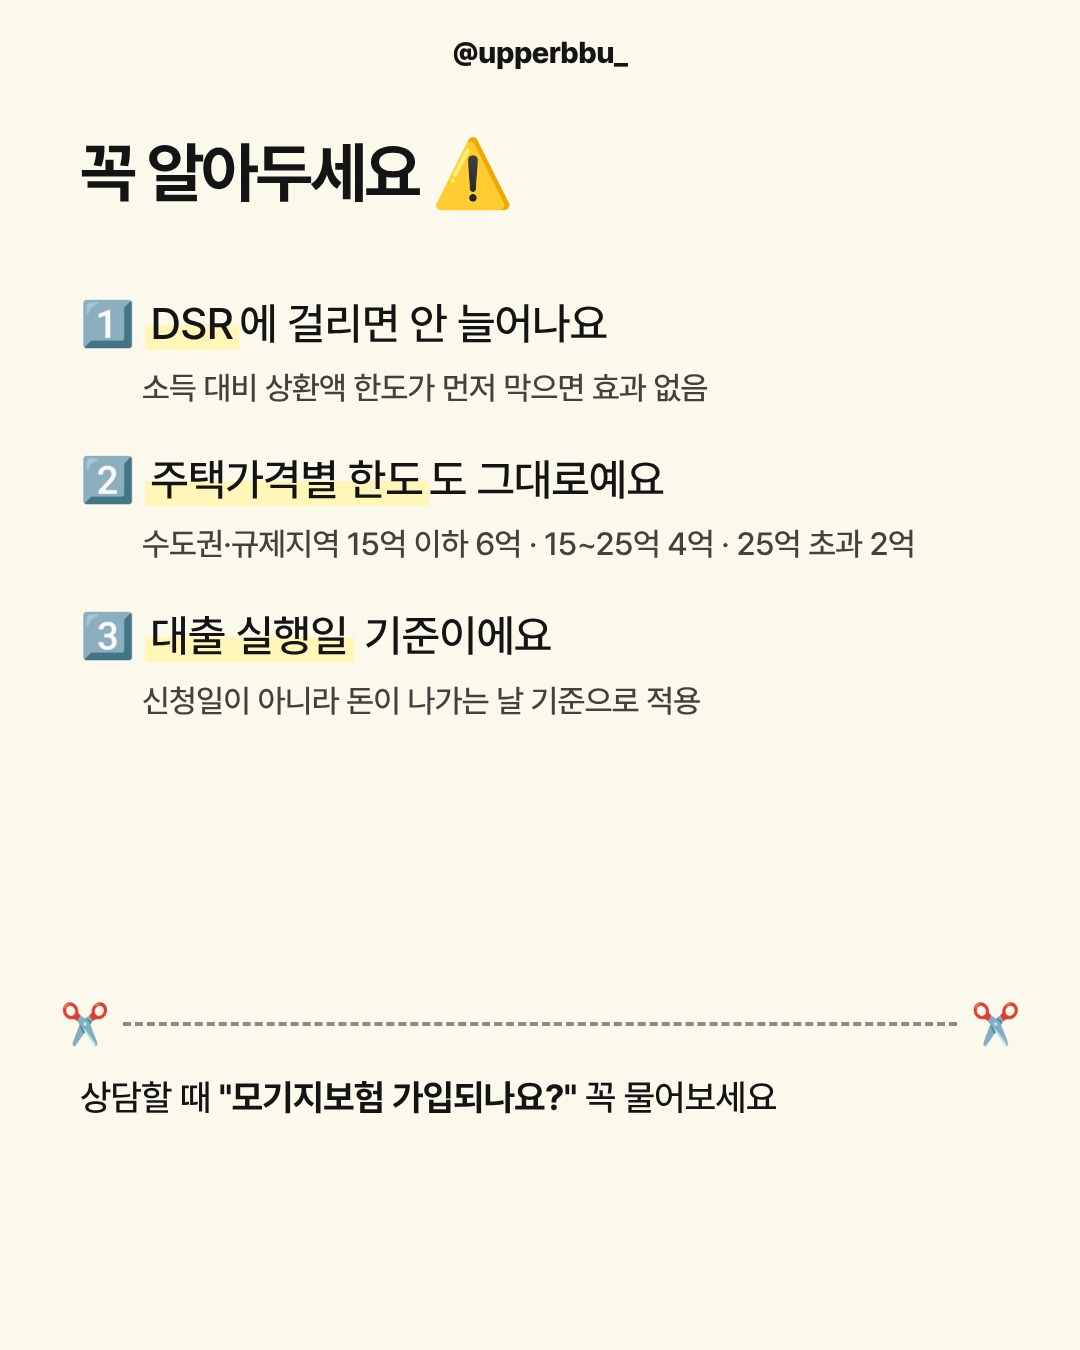 @upperbbu_
꼭 알아두세요 ⚠️
1️⃣ DSR에 걸리면 안 늘어나요
소득 대비 상환액 한도가 먼저 막으면 효과 없음
2️⃣ 주택가격별 한도도 그대로예요
수도권·규제지역 15억 이하 6억 · 15~25억 4억 · 25억 초과 2억
3️⃣ 대출 실행일 기준이에요
신청일이 아니라 돈이 나가는 날 기준으로 적용
상담할 때 "모기지보험 가입되나요?" 꼭 물어보세요